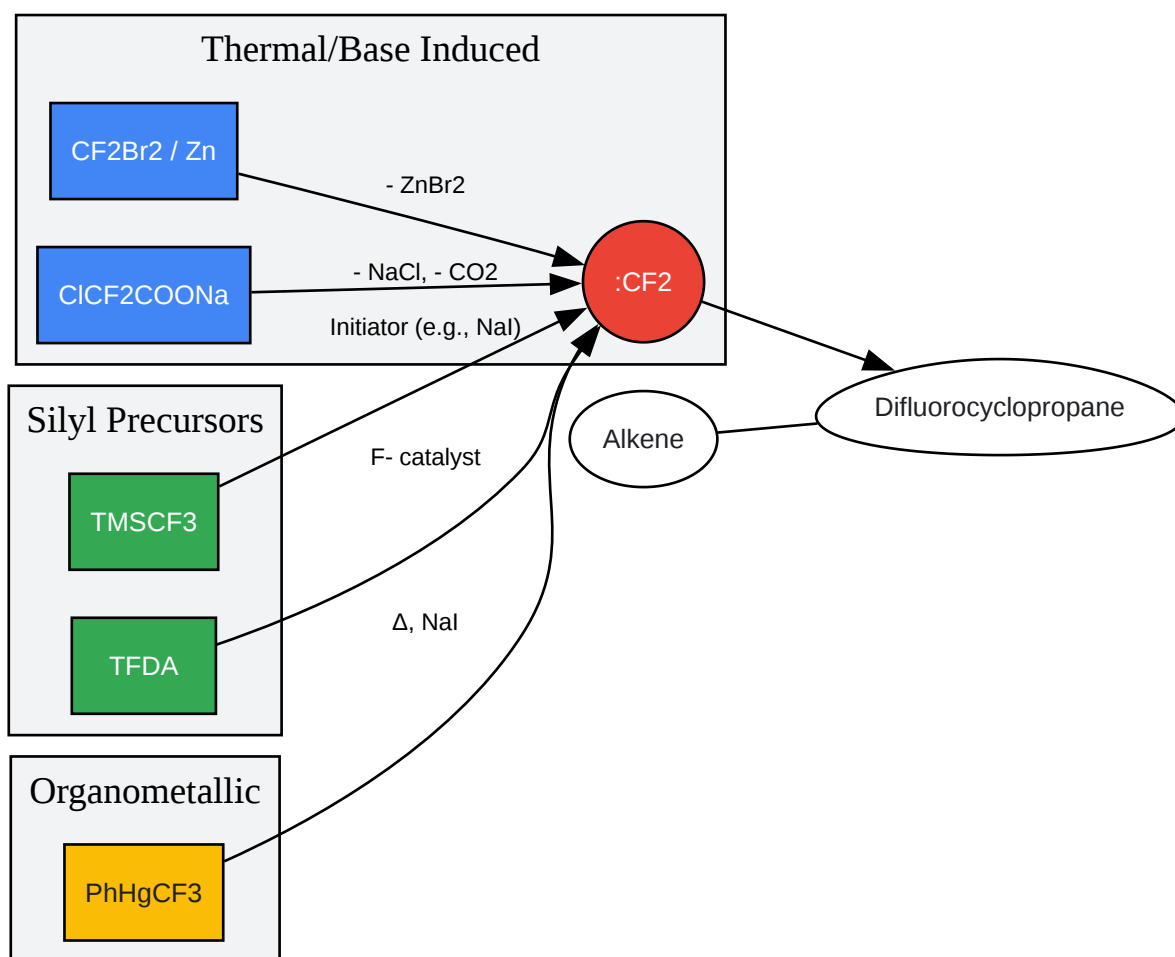 Thermal/Base Induced
CF2Br2 / Zn
- ZnBr2
ClCF2COONa
- NaCl, - CO2
:CF2
Initiator (e.g., NaI)
Silyl Precursors
TMSCF3
F- catalyst
TFDA
Δ, NaI
Alkene
Difluorocyclopropane
Organometallic
PhHgCF3